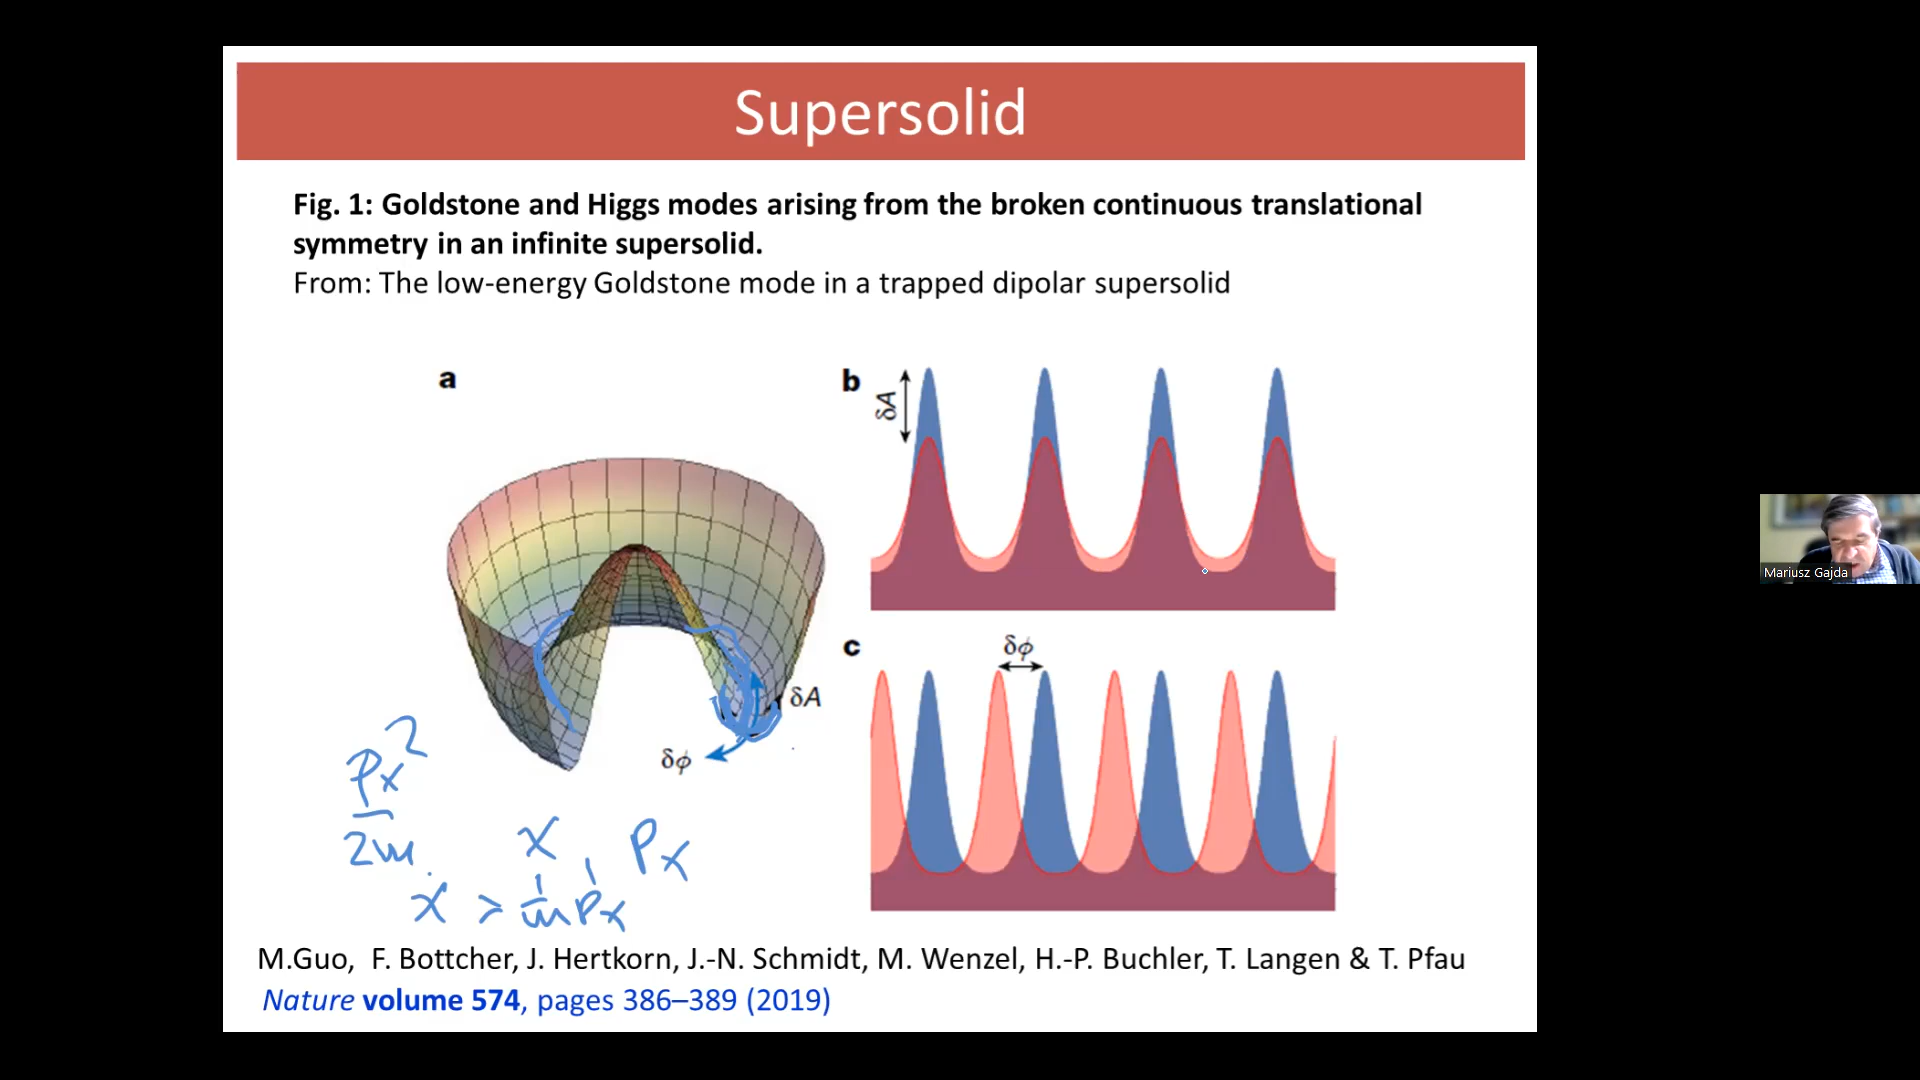 Supersolid
Fig. 1: Goldstone and Higgs modes arising from the broken continuous translational
symmetry in an infinite supersolid.
From: The low-energy Goldstone mode in a trapped dipolar supersolid
a
b
δA
c
δϕ
δA
δϕ
Px²
2m
x , Px
M.Guo, F. Bottcher, J. Hertkorn, J.-N. Schmidt, M. Wenzel, H.-P. Buchler, T. Langen & T. Pfau
Nature volume 574, pages 386–389 (2019)
Mariusz Gajda